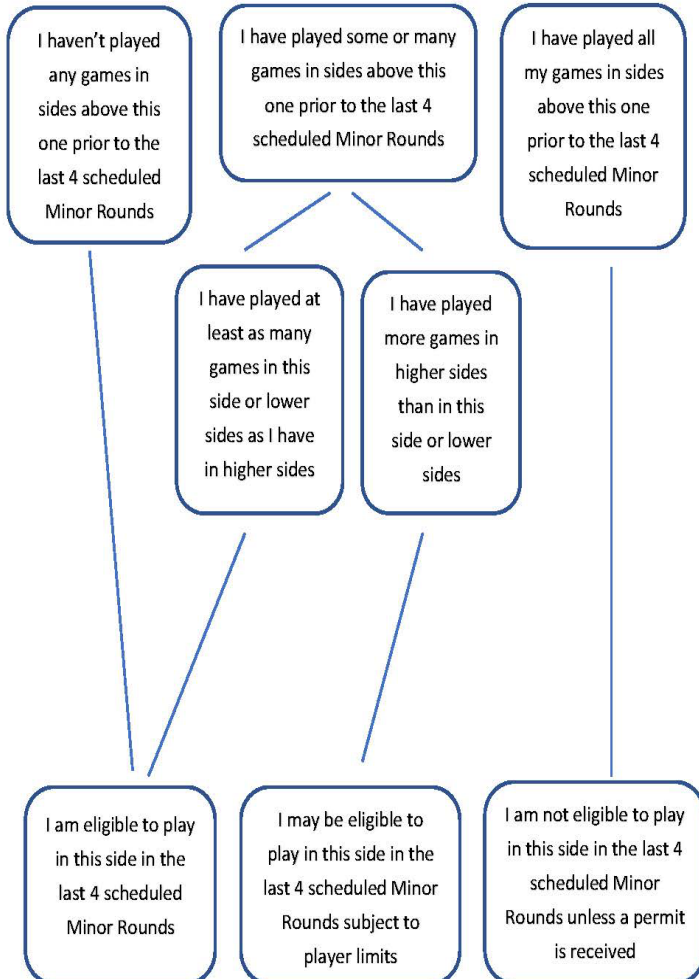 I haven't played
any games in
sides above this
one prior to the
last 4 scheduled
Minor Rounds
I have played some or many
games in sides above this
one prior to the last 4
scheduled Minor Rounds
I have played all
my games in sides
above this one
prior to the last 4
scheduled Minor
Rounds
I have played at
least as many
games in this
side or lower
sides as I have
in higher sides
I have played
more games in
higher sides
than in this
side or lower
sides
I am eligible to play
in this side in the
last 4 scheduled
Minor Rounds
I may be eligible to
play in this side in the
last 4 scheduled Minor
Rounds subject to
player limits
I am not eligible to play
in this side in the last 4
scheduled Minor
Rounds unless a permit
is received